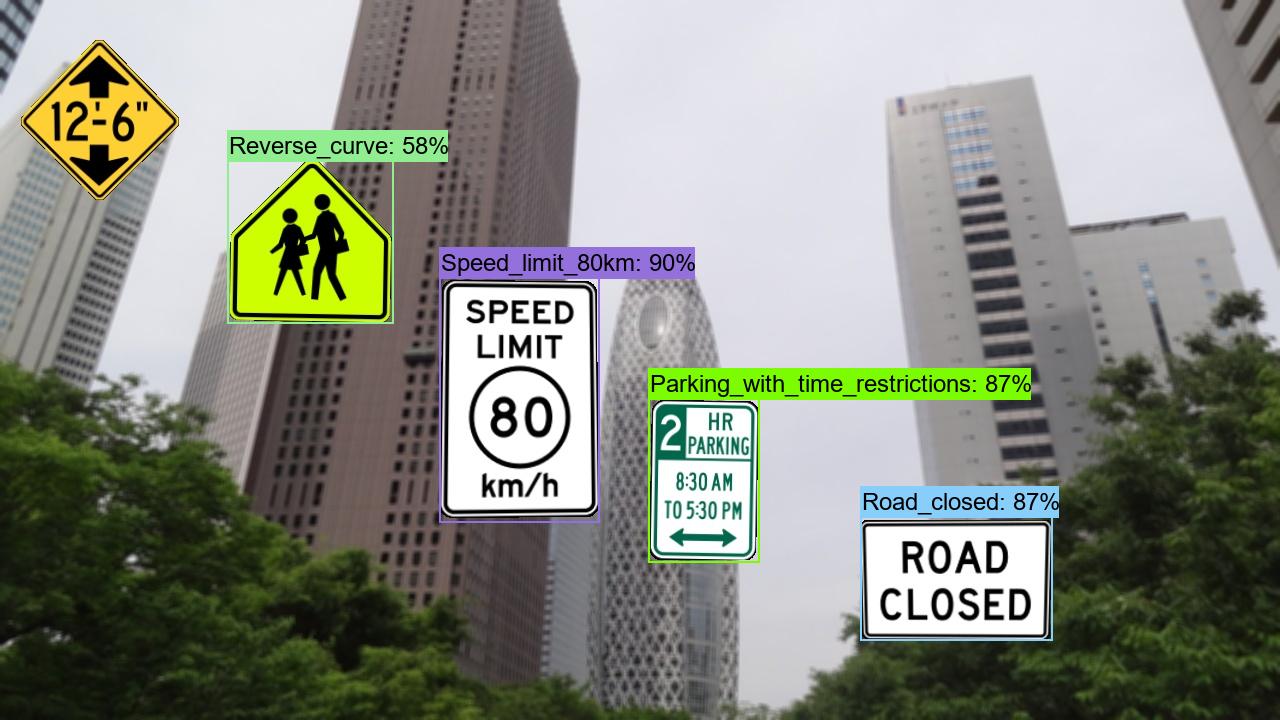 12'-6"
Reverse_curve: 58%
Speed_limit_80km: 90%
SPEED
LIMIT
80
km/h
Parking_with_time_restrictions: 87%
2 HR
PARKING
8:30 AM
TO 5:30 PM
Road_closed: 87%
ROAD
CLOSED